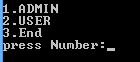 1.ADMIN
2.USER
3.End
press Number:_